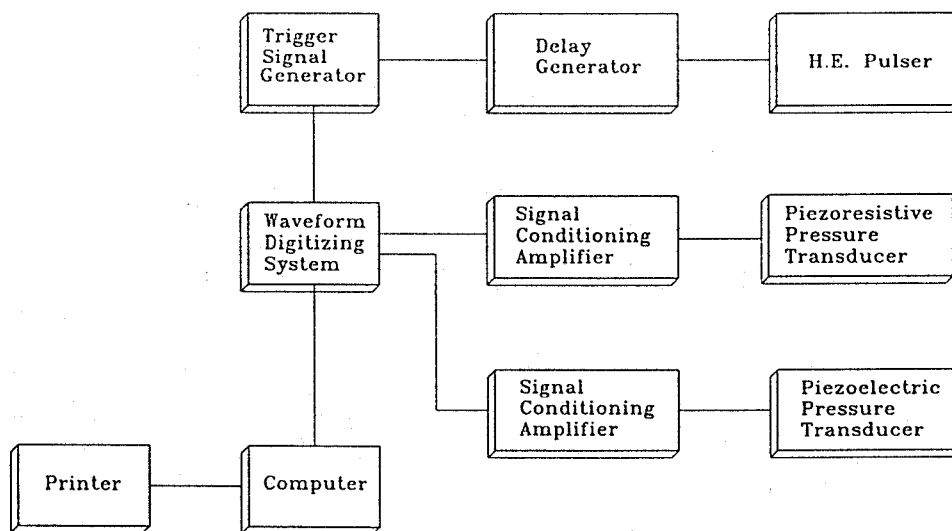 Trigger
Signal
Generator
Delay
Generator
H.E. Pulser
Waveform
Digitizing
System
Signal
Conditioning
Amplifier
Piezoresistive
Pressure
Transducer
Signal
Conditioning
Amplifier
Piezoelectric
Pressure
Transducer
Printer
Computer